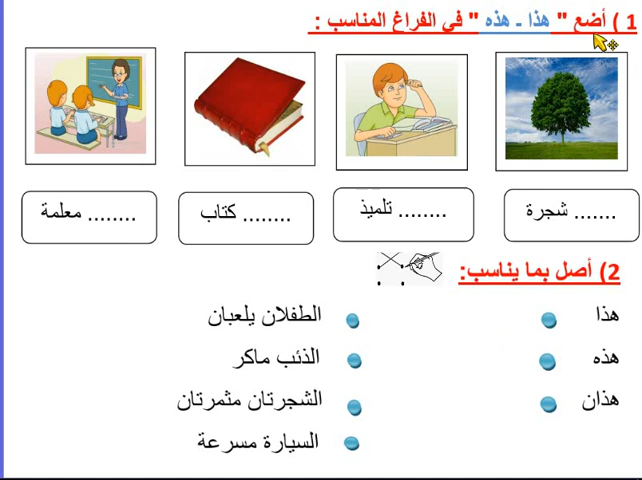 1 ) أضع " هذا - هذه " في الفراغ المناسب :
....... شجرة
........ تلميذ
........ كتاب
........ معلمة
2) أصل بما يناسب:
هذا
الطفلان يلعبان
هذه
الذئب ماكر
هذان
الشجرتان مثمرتان
السيارة مسرعة